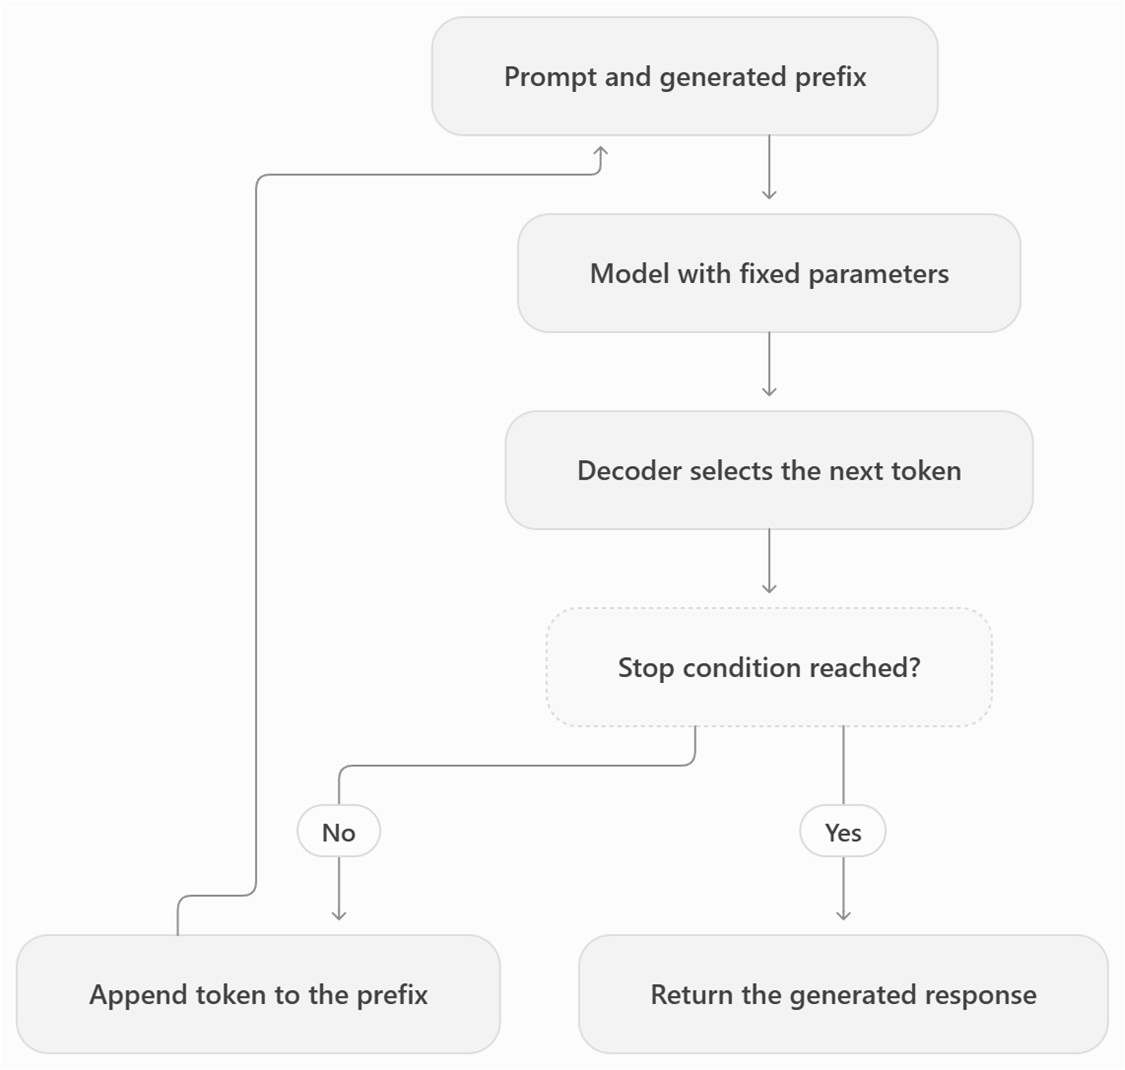 Prompt and generated prefix
Model with fixed parameters
Decoder selects the next token
Stop condition reached?
No
Yes
Append token to the prefix
Return the generated response